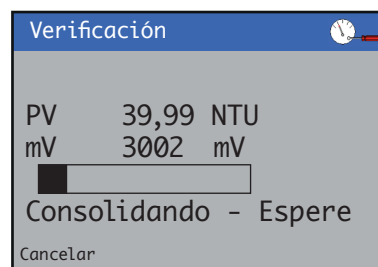 Verificación
PV 39,99 NTU
mV 3002 mV
Consolidando - Espere
Cancelar